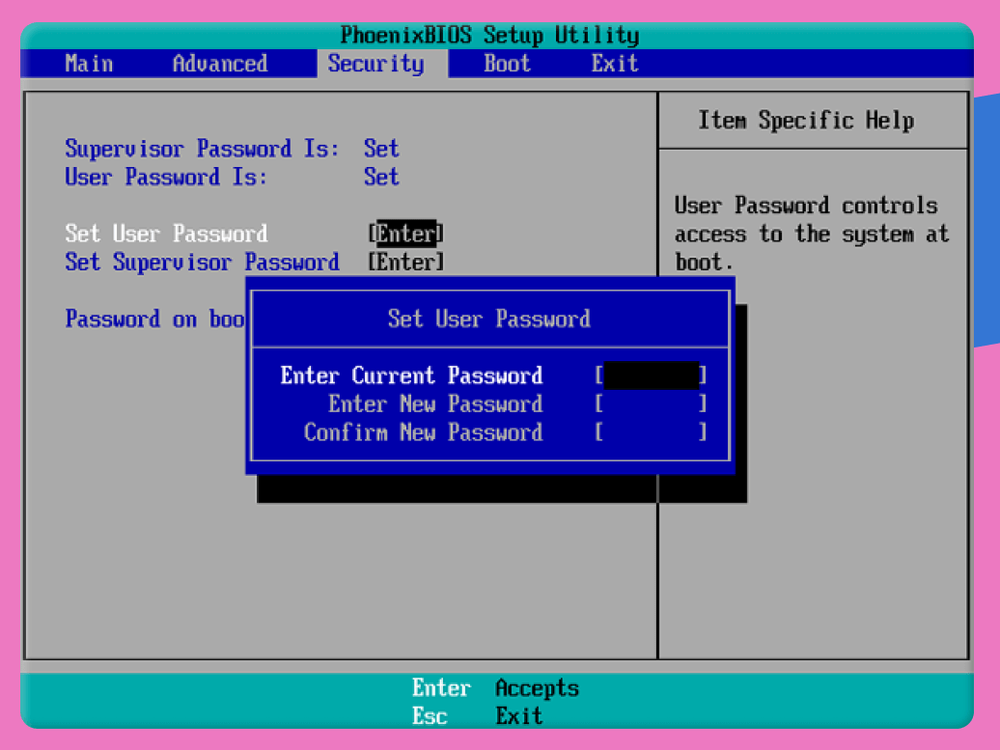 PhoenixBIOS Setup Utility
Main Advanced Security Boot Exit
Item Specific Help
Supervisor Password Is: Set
User Password Is: Set
Set User Password [Enter]
Set Supervisor Password [Enter]
Password on boo
User Password controls
access to the system at
boot.
Set User Password
Enter Current Password [ ]
Enter New Password [ ]
Confirm New Password [ ]
Enter Accepts
Esc Exit